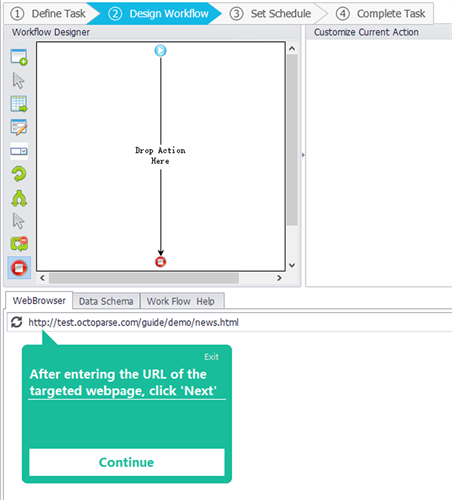 1 Define Task 2 Design Workflow 3 Set Schedule 4 Complete Task
Workflow Designer
Customize Current Action
Drop Action
Here
WebBrowser Data Schema Work Flow Help
http://test.octoparse.com/guide/demo/news.html
Exit
After entering the URL of the
targeted webpage, click 'Next'
Continue